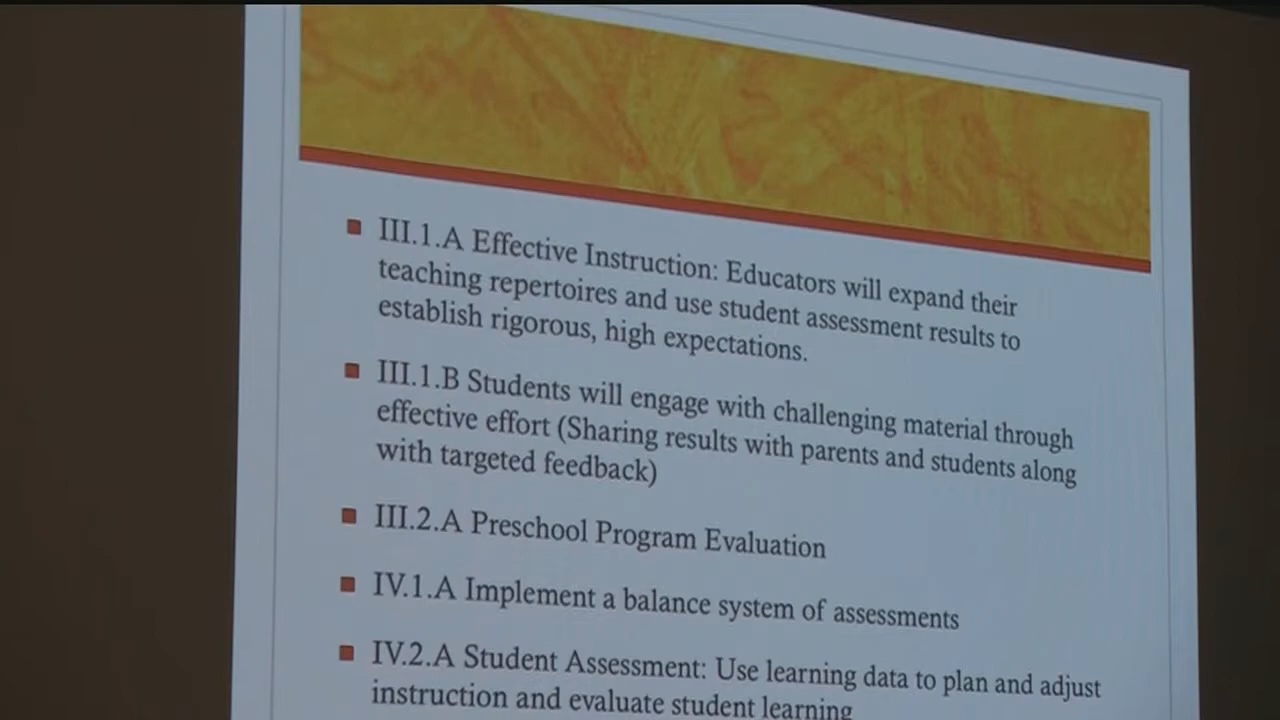 III.1.A Effective Instruction: Educators will expand their
teaching repertoires and use student assessment results to
establish rigorous, high expectations.
III.1.B Students will engage with challenging material through
effective effort (Sharing results with parents and students along
with targeted feedback)
III.2.A Preschool Program Evaluation
IV.1.A Implement a balance system of assessments
IV.2.A Student Assessment: Use learning data to plan and adjust
instruction and evaluate student learning